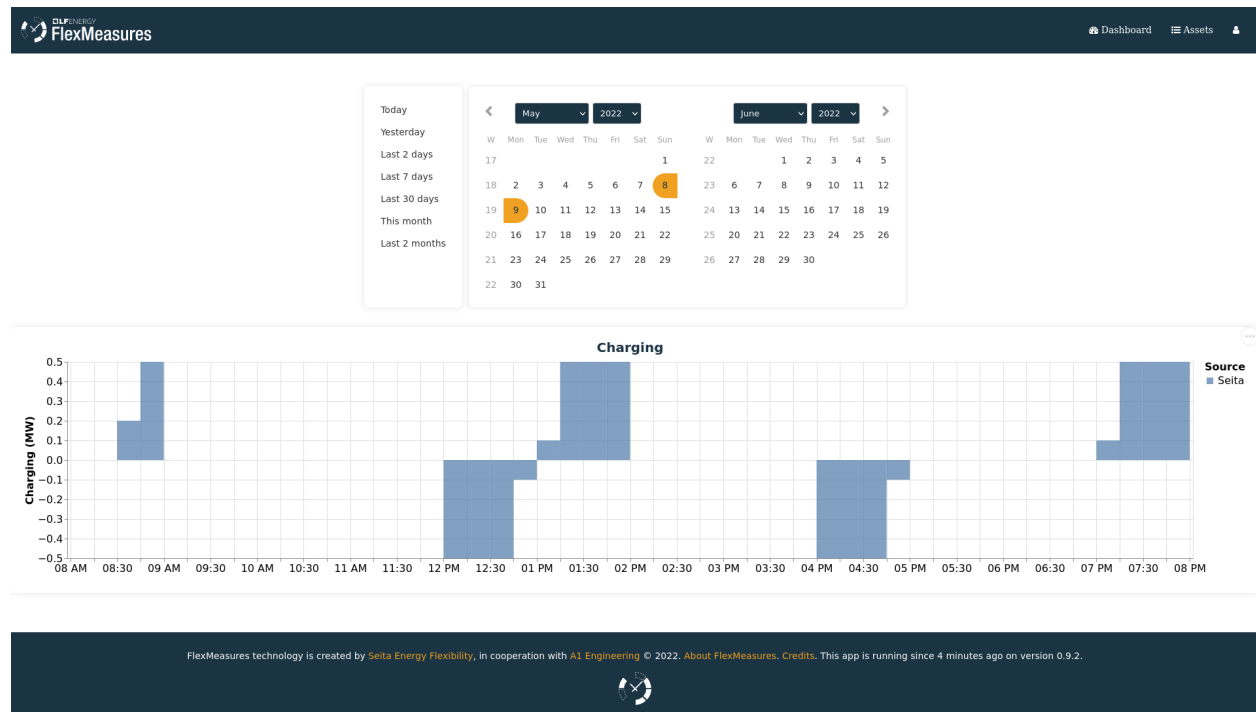 LFENERGY
FlexMeasures
Dashboard Assets
Today
Yesterday
Last 2 days
Last 7 days
Last 30 days
This month
Last 2 months
May 2022
W Mon Tue Wed Thu Fri Sat Sun
17 1
18 2 3 4 5 6 7 8
19 9 10 11 12 13 14 15
20 16 17 18 19 20 21 22
21 23 24 25 26 27 28 29
22 30 31
June 2022
W Mon Tue Wed Thu Fri Sat Sun
22 1 2 3 4 5
23 6 7 8 9 10 11 12
24 13 14 15 16 17 18 19
25 20 21 22 23 24 25 26
26 27 28 29 30
Charging
Charging (MW)
0.5
0.4
0.3
0.2
0.1
0.0
−0.1
−0.2
−0.3
−0.4
−0.5
08 AM 08:30 09 AM 09:30 10 AM 10:30 11 AM 11:30 12 PM 12:30 01 PM 01:30 02 PM 02:30 03 PM 03:30 04 PM 04:30 05 PM 05:30 06 PM 06:30 07 PM 07:30 08 PM
Source
Seita
FlexMeasures technology is created by Seita Energy Flexibility, in cooperation with A1 Engineering © 2022. About FlexMeasures. Credits. This app is running since 4 minutes ago on version 0.9.2.